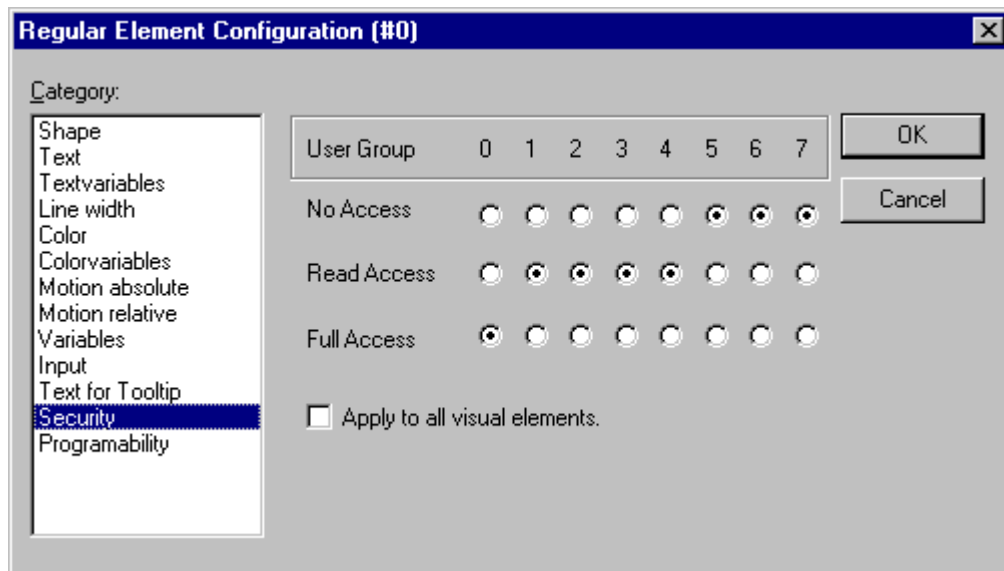 Regular Element Configuration (#0)
Category:
Shape
Text
Textvariables
Line width
Color
Colorvariables
Motion absolute
Motion relative
Variables
Input
Text for Tooltip
Security
Programability
User Group 0 1 2 3 4 5 6 7
No Access
Read Access
Full Access
Apply to all visual elements.
OK
Cancel